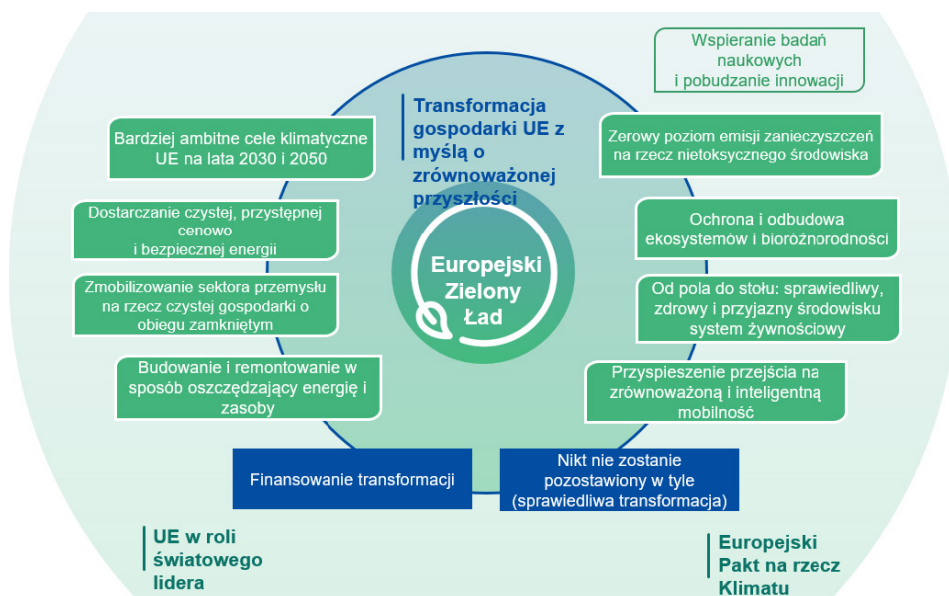 Wspieranie badań
naukowych
i pobudzanie innowacji
Transformacja
gospodarki UE z
myślą o
zrównoważonej
przyszłości
Bardziej ambitne cele klimatyczne
UE na lata 2030 i 2050
Zerowy poziom emisji zanieczyszczeń
na rzecz nietoksycznego środowiska
Dostarczanie czystej, przystępnej
cenowo
i bezpiecznej energii
Ochrona i odbudowa
ekosystemów i bioróżnorodności
Europejski
Zielony
Ład
Zmobilizowanie sektora przemysłu
na rzecz czystej gospodarki o
obiegu zamkniętym
Od pola do stołu: sprawiedliwy,
zdrowy i przyjazny środowisku
system żywnościowy
Budowanie i remontowanie w
sposób oszczędzający energię i
zasoby
Przyspieszenie przejścia na
zrównoważoną i inteligentną
mobilność
Finansowanie transformacji
Nikt nie zostanie
pozostawiony w tyle
(sprawiedliwa transformacja)
UE w roli
światowego
lidera
Europejski
Pakt na rzecz
Klimatu